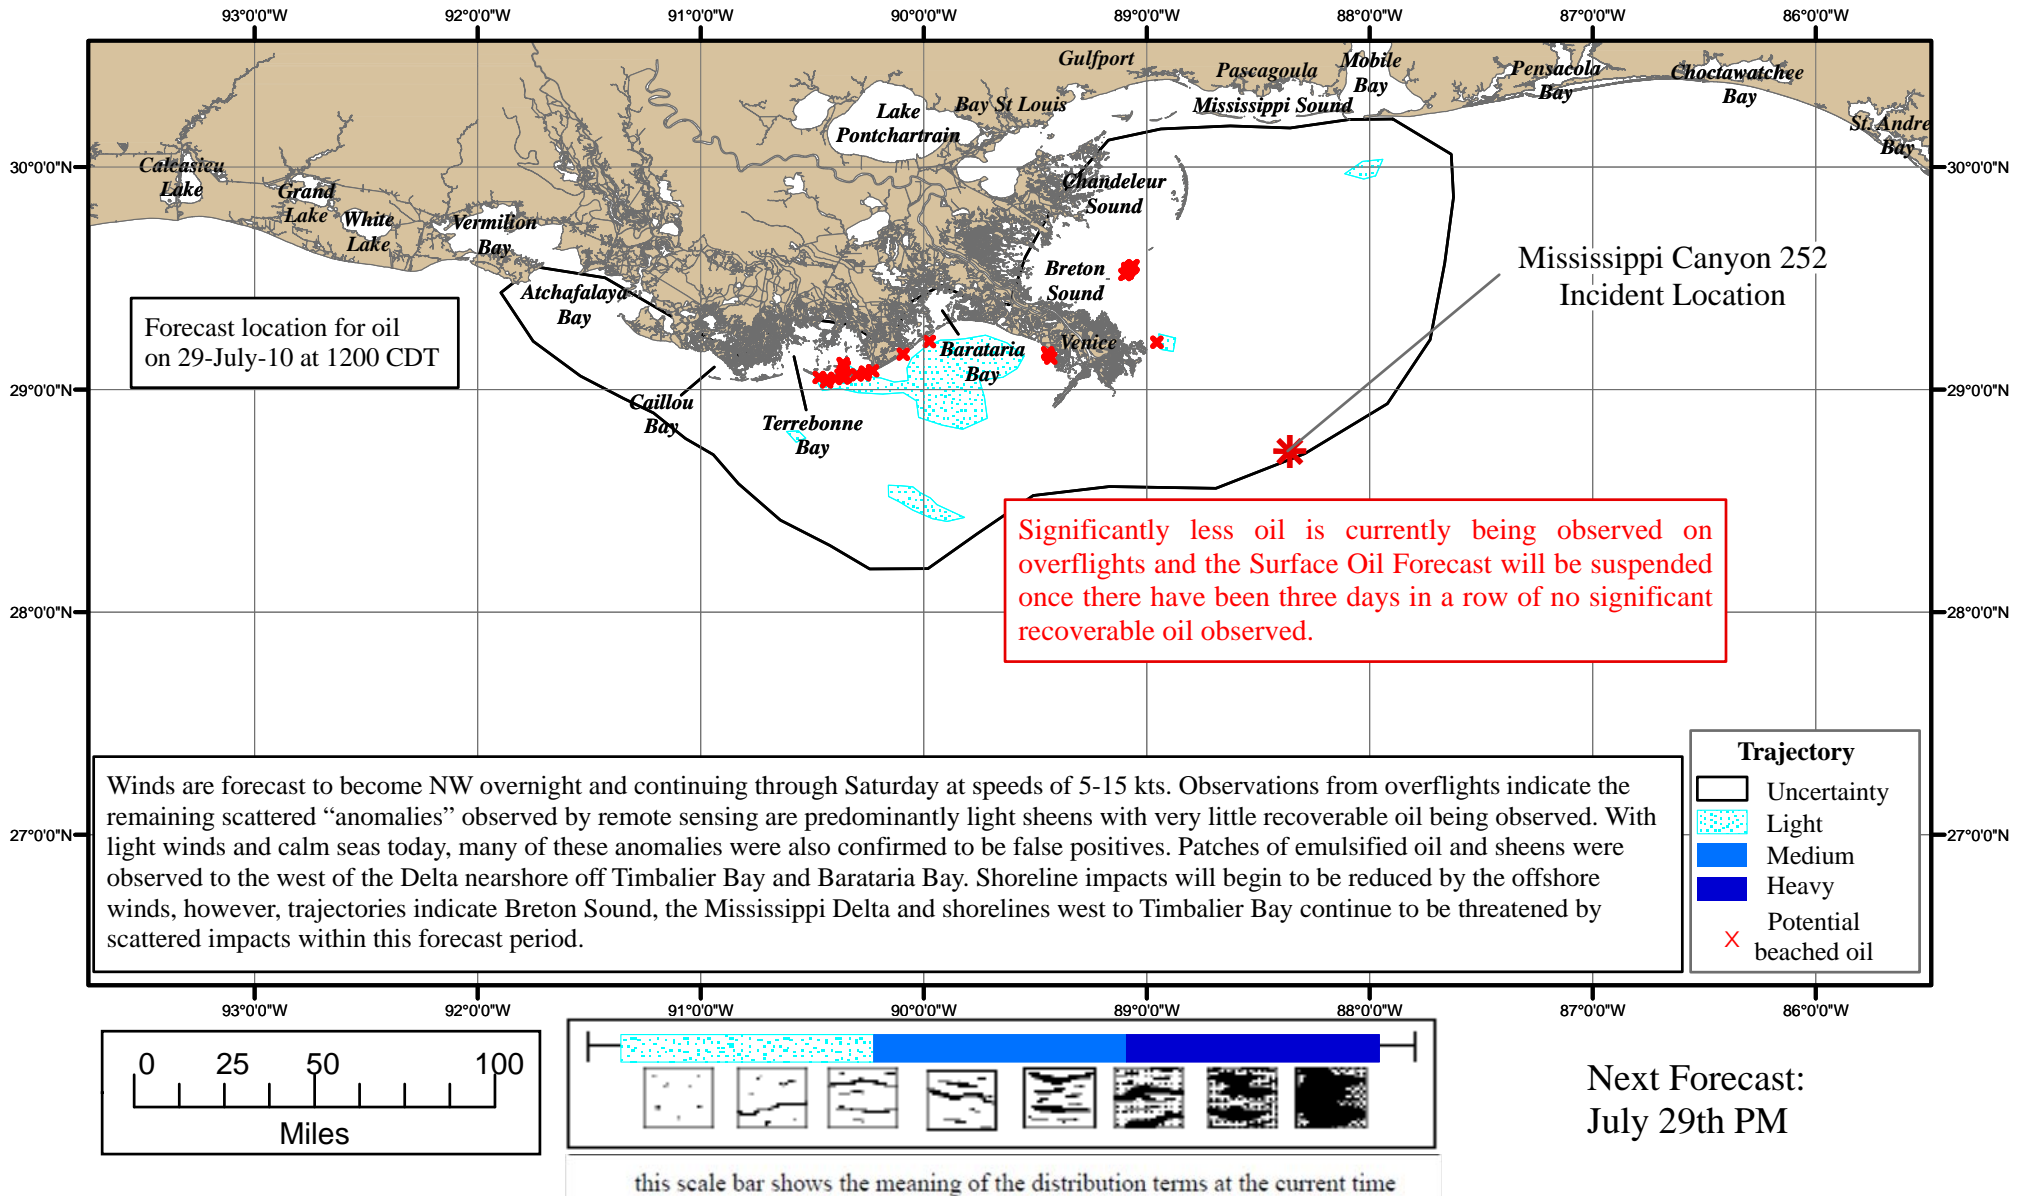 93°0'0"W 92°0'0"W 91°0'0"W 90°0'0"W 89°0'0"W 88°0'0"W 87°0'0"W 86°0'0"W
Gulfport
Pascagoula
Mobile
Bay
Pensacola
Bay
Choctawatchee
Bay
St. Andre
Bay
Lake
Pontchartrain
Bay St Louis
Mississippi Sound
30°0'0"N
30°0'0"N
Calcasieu
Lake
Grand
Lake
White
Lake
Vermilion
Bay
Chandeleur
Sound
Breton
Sound
Atchafalaya
Bay
Mississippi Canyon 252
Incident Location
Forecast location for oil
on 29-July-10 at 1200 CDT
Venice
Barataria
Bay
29°0'0"N
29°0'0"N
Caillou
Bay
Terrebonne
Bay
Significantly less oil is currently being observed on
overflights and the Surface Oil Forecast will be suspended
once there have been three days in a row of no significant
recoverable oil observed.
28°0'0"N
28°0'0"N
Winds are forecast to become NW overnight and continuing through Saturday at speeds of 5-15 kts. Observations from overflights indicate the
remaining scattered “anomalies” observed by remote sensing are predominantly light sheens with very little recoverable oil being observed. With
light winds and calm seas today, many of these anomalies were also confirmed to be false positives. Patches of emulsified oil and sheens were
observed to the west of the Delta nearshore off Timbalier Bay and Barataria Bay. Shoreline impacts will begin to be reduced by the offshore
winds, however, trajectories indicate Breton Sound, the Mississippi Delta and shorelines west to Timbalier Bay continue to be threatened by
scattered impacts within this forecast period.
27°0'0"N
27°0'0"N
Trajectory
Uncertainty
Light
Medium
Heavy
Potential
beached oil
93°0'0"W 92°0'0"W 91°0'0"W 90°0'0"W 89°0'0"W 88°0'0"W 87°0'0"W 86°0'0"W
0 25 50 100
Miles
this scale bar shows the meaning of the distribution terms at the current time
Next Forecast:
July 29th PM